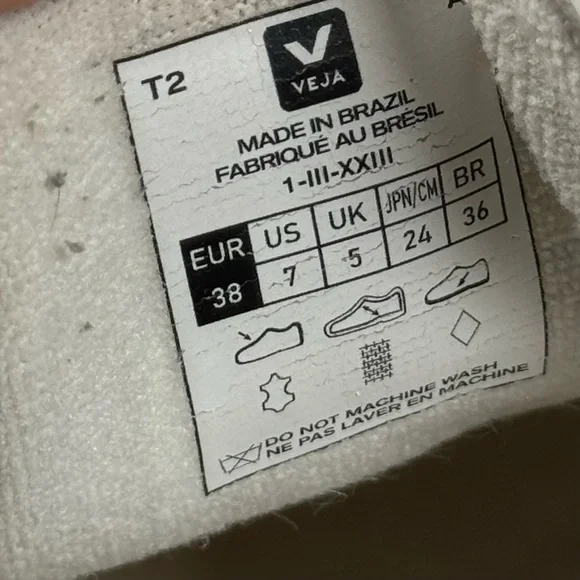 T2
V
VEJA
A
MADE IN BRAZIL
FABRIQUÉ AU BRÉSIL
1-III-XXIII
EUR US UK JPN/CM BR
38 7 5 24 36
DO NOT MACHINE WASH
NE PAS LAVER EN MACHINE